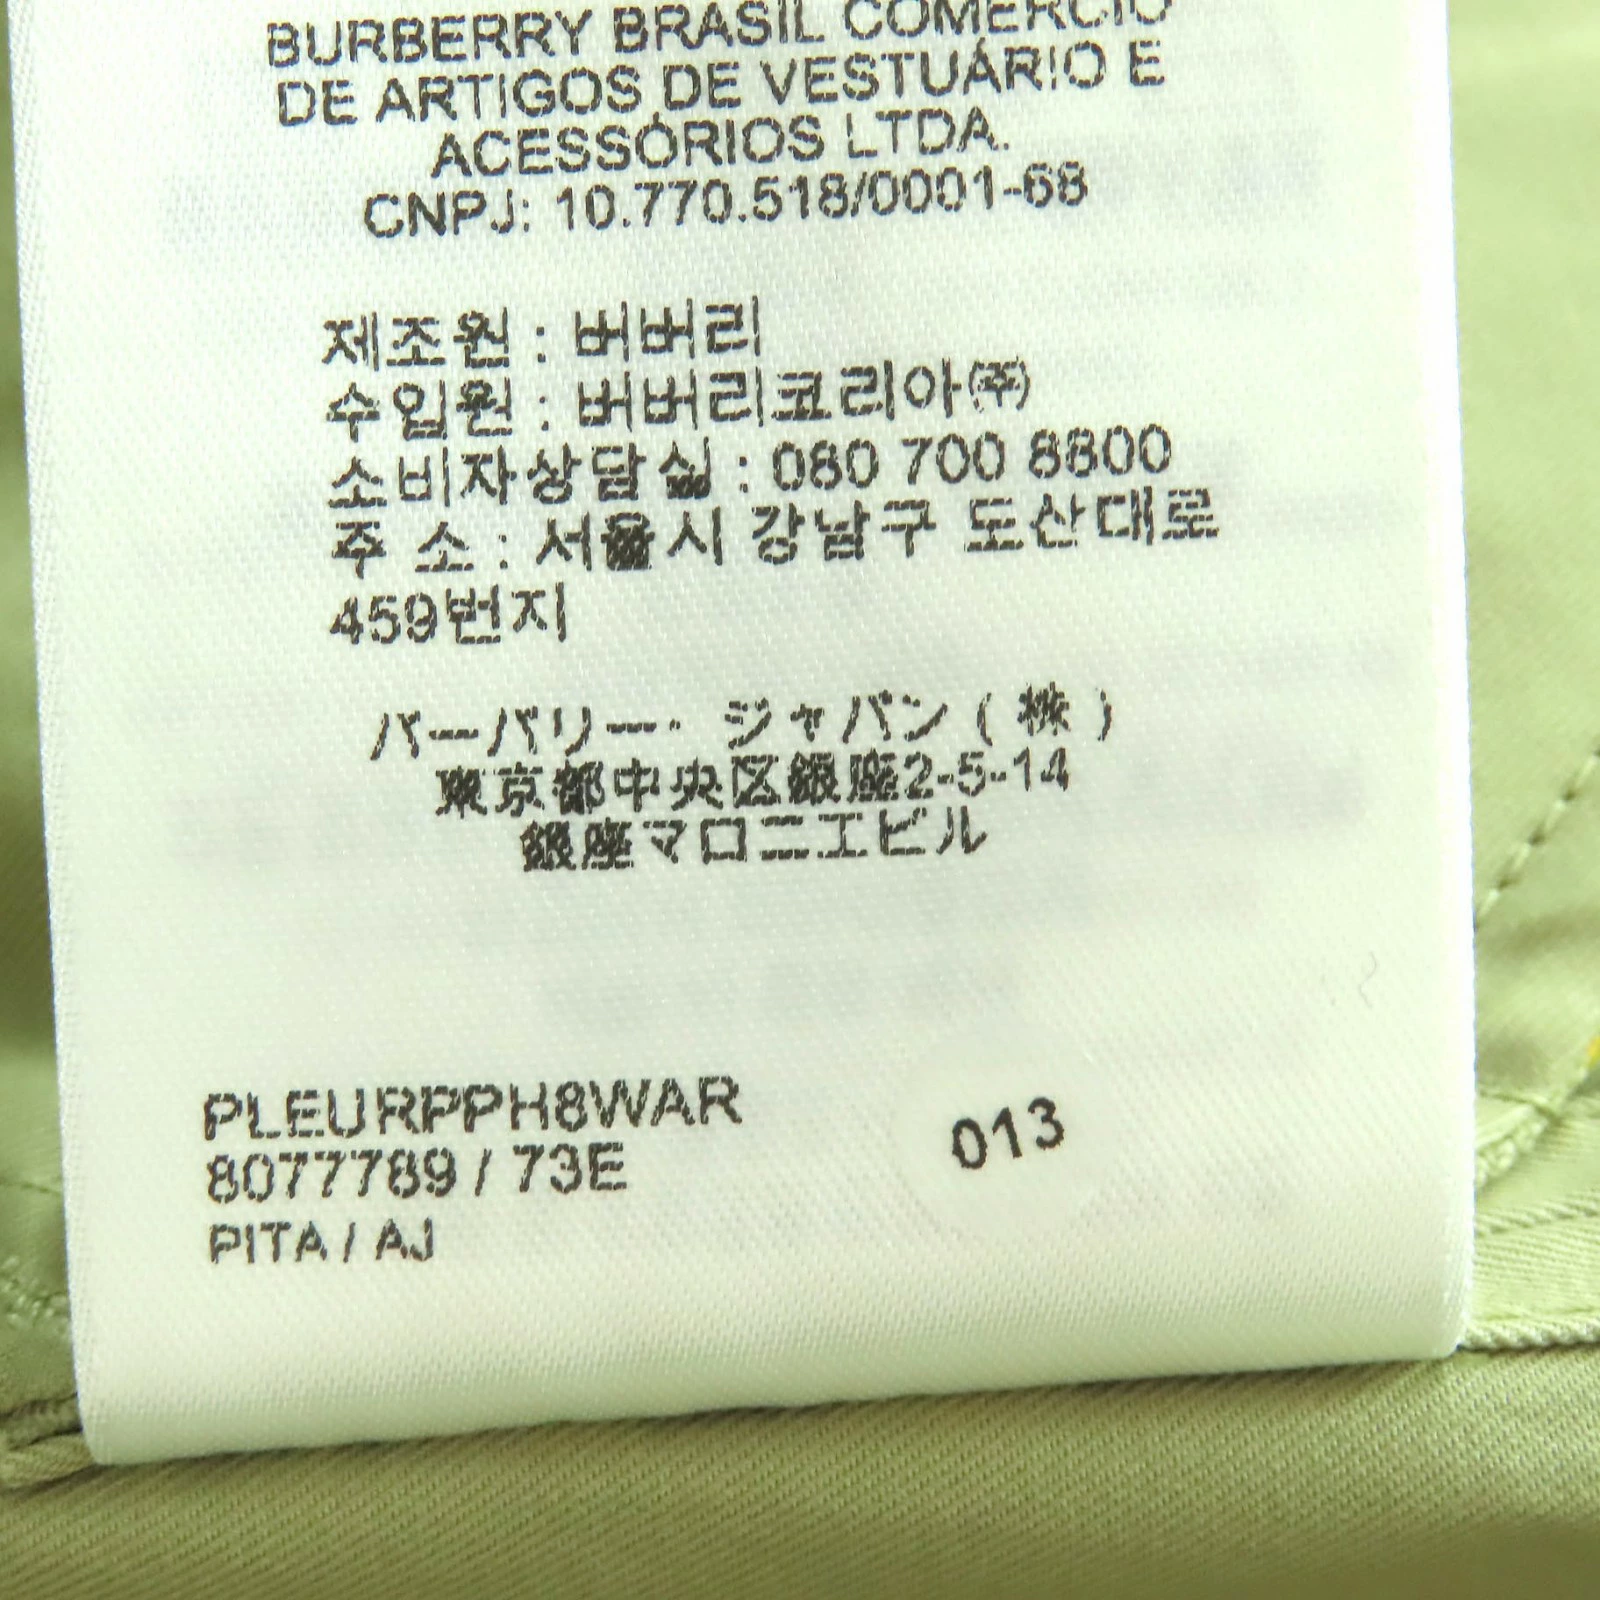 BURBERRY BRASIL COMÉRCIO
DE ARTIGOS DE VESTUÁRIO E
ACESSÓRIOS LTDA.
CNPJ: 10.770.518/0001-68
제조원 : 버버리
수입원 : 버버리코리아㈜
소비자상담실 : 080 700 8800
주 소 : 서울시 강남구 도산대로
459번지
バーバリー・ジャパン ( 株 )
東京都中央区銀座2-5-14
銀座マロニエビル
PLEURPPH8WAR
8077789 / 73E
PITA / AJ
013